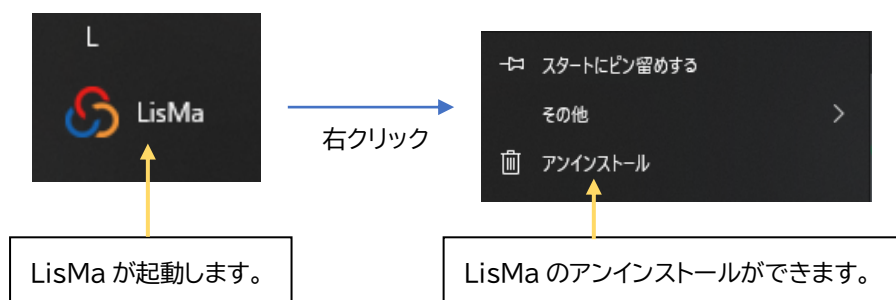 L
LisMa
右クリック
スタートにピン留めする
その他
アンインストール
LisMa が起動します。
LisMa のアンインストールができます。